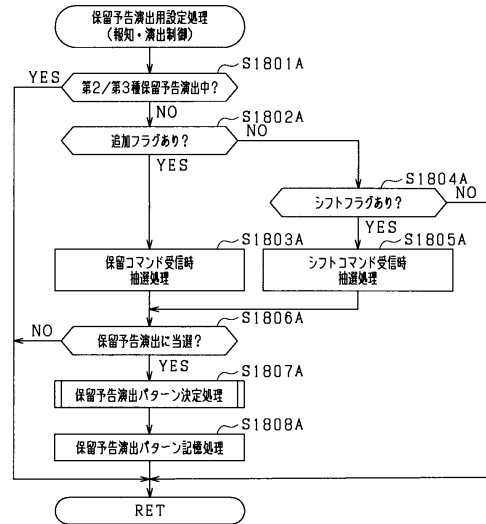 保留予告演出用設定処理
(報知・演出制御)
S1801A
YES
第2/第3種保留予告演出中?
NO
S1802A
追加フラグあり?
NO
YES
S1804A
シフトフラグあり?
NO
YES
S1803A
保留コマンド受信時
抽選処理
S1805A
シフトコマンド受信時
抽選処理
S1806A
NO
保留予告演出に当選?
YES
S1807A
保留予告演出パターン決定処理
S1808A
保留予告演出パターン記憶処理
RET